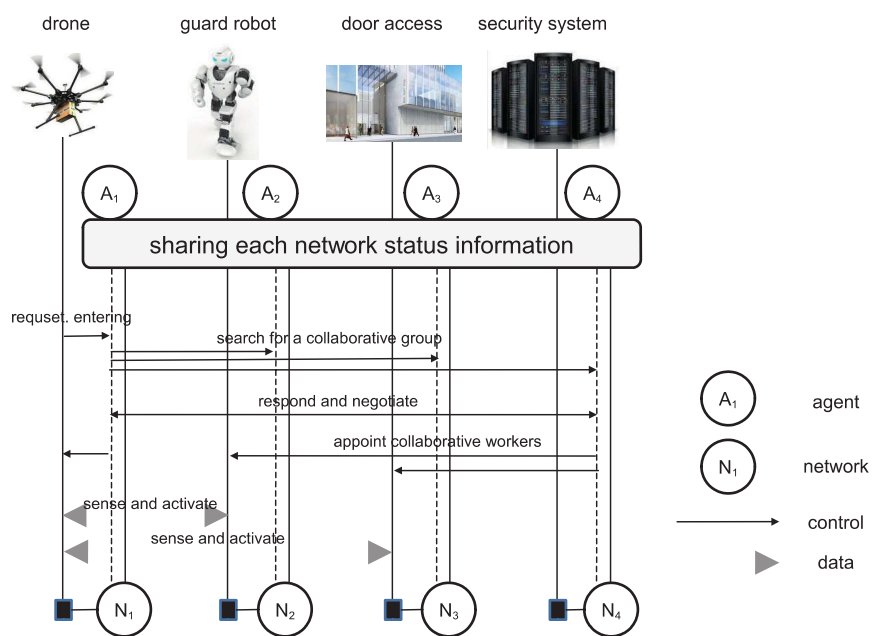 drone
guard robot
door access
security system
A1
A2
A3
A4
sharing each network status information
requset. entering
search for a collaborative group
respond and negotiate
appoint collaborative workers
sense and activate
sense and activate
N1
N2
N3
N4
A1
agent
N1
network
control
data